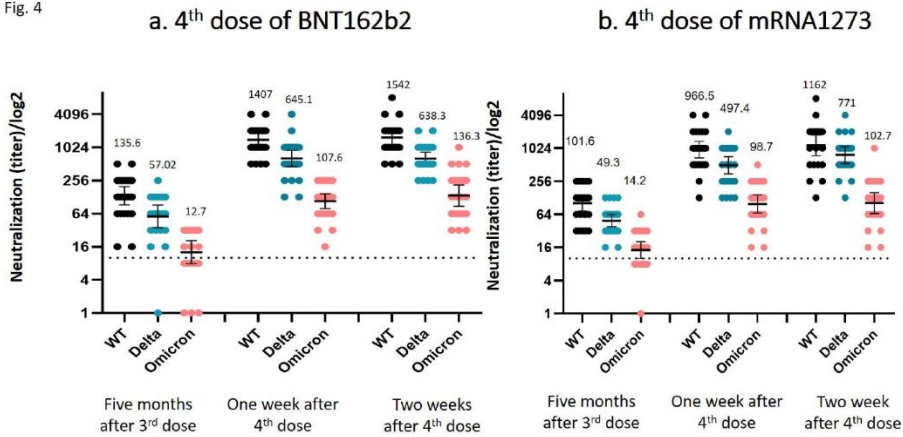 Fig. 4
a. 4th dose of BNT162b2
Neutralization (titer)/log2
4096
1024
256
64
16
4
1
135.6
57.02
12.7
1407
645.1
107.6
1542
638.3
136.3
WT
Delta
Omicron
WT
Delta
Omicron
WT
Delta
Omicron
Five months
after 3rd dose
One week after
4th dose
Two weeks
after 4th dose
b. 4th dose of mRNA1273
Neutralization (titer)/log2
4096
1024
256
64
16
4
1
101.6
49.3
14.2
966.5
497.4
98.7
1162
771
102.7
WT
Delta
Omicron
WT
Delta
Omicron
WT
Delta
Omicron
Five months
after 3rd dose
One week after
4th dose
Two week
after 4th dose